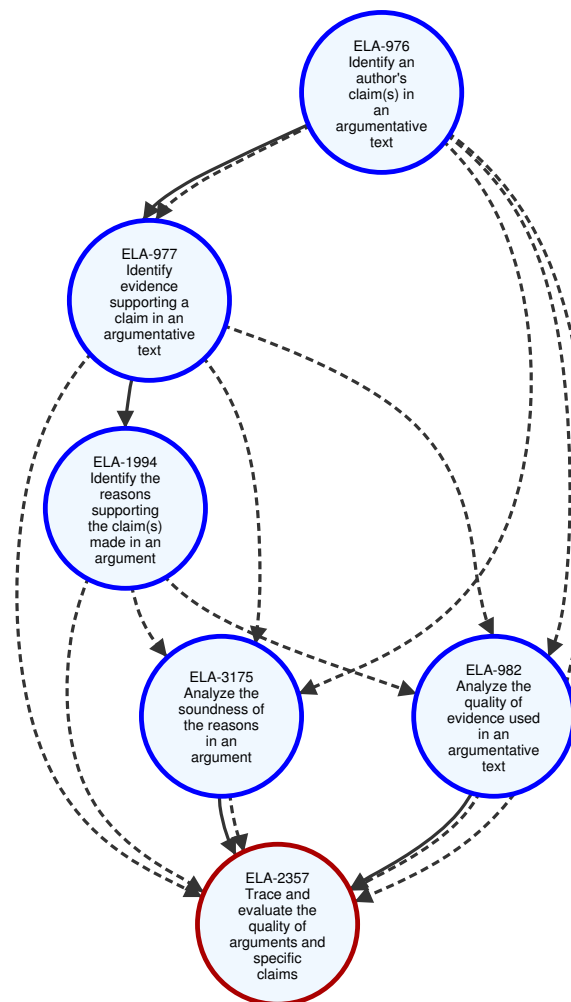 ELA-976
Identify an
author's
claim(s) in
an
argumentative
text
ELA-977
Identify
evidence
supporting a
claim in an
argumentative
text
ELA-1994
Identify the
reasons
supporting
the claim(s)
made in an
argument
ELA-3175
Analyze the
soundness of
the reasons
in an
argument
ELA-982
Analyze the
quality of
evidence used
in an
argumentative
text
ELA-2357
Trace and
evaluate the
quality of
arguments and
specific
claims